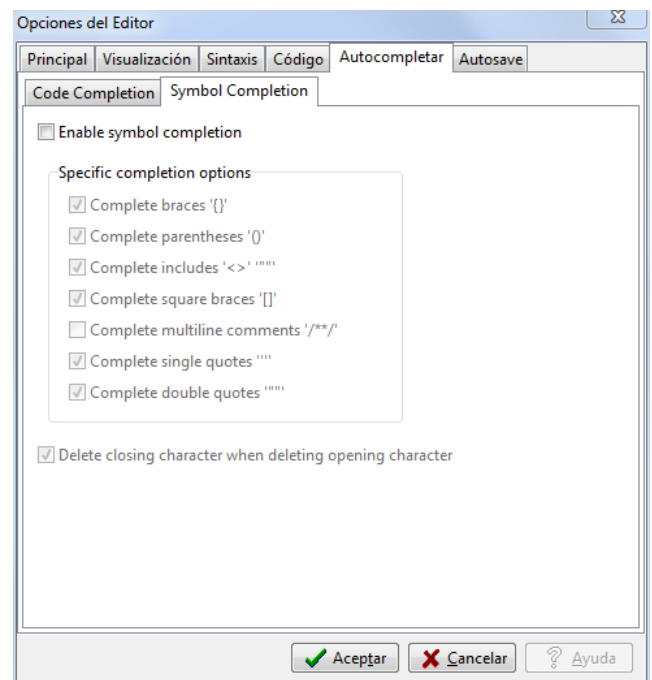 Opciones del Editor
Principal Visualización Sintaxis Código Autocompletar Autosave
Code Completion Symbol Completion
Enable symbol completion
Specific completion options
Complete braces '{}'
Complete parentheses '()'
Complete includes '<>' '""'
Complete square braces '[]'
Complete multiline comments '/**/'
Complete single quotes ''''
Complete double quotes '""'
Delete closing character when deleting opening character
Aceptar Cancelar Ayuda